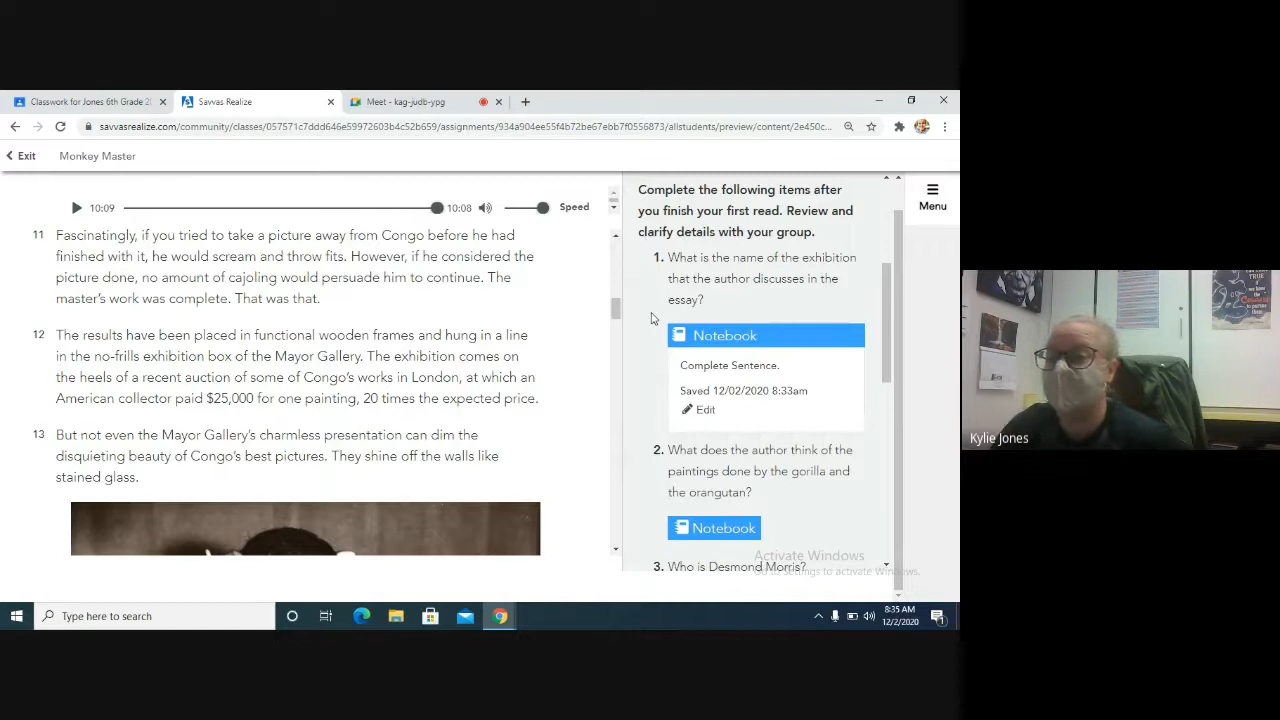 Classwork for Jones 6th Grade 2
Savvas Realize
Meet - kag-judb-ypg
savvasrealize.com/community/classes/057571c7ddd646e59972603b4c52b659/assignments/934a904ee55f4b72be67ebb7f0556873/allstudents/preview/content/2e450c...
Exit
Monkey Master
10:09
10:08
Speed
11 Fascinatingly, if you tried to take a picture away from Congo before he had
finished with it, he would scream and throw fits. However, if he considered the
picture done, no amount of cajoling would persuade him to continue. The
master's work was complete. That was that.
12 The results have been placed in functional wooden frames and hung in a line
in the no-frills exhibition box of the Mayor Gallery. The exhibition comes on
the heels of a recent auction of some of Congo's works in London, at which an
American collector paid $25,000 for one painting, 20 times the expected price.
13 But not even the Mayor Gallery's charmless presentation can dim the
disquieting beauty of Congo's best pictures. They shine off the walls like
stained glass.
Complete the following items after
you finish your first read. Review and
clarify details with your group.
1. What is the name of the exhibition
that the author discusses in the
essay?
Notebook
Complete Sentence.
Saved 12/02/2020 8:33am
Edit
2. What does the author think of the
paintings done by the gorilla and
the orangutan?
Notebook
3. Who is Desmond Morris?
Menu
Activate Windows
Go to Settings to activate Windows.
Kylie Jones
Type here to search
8:35 AM
12/2/2020